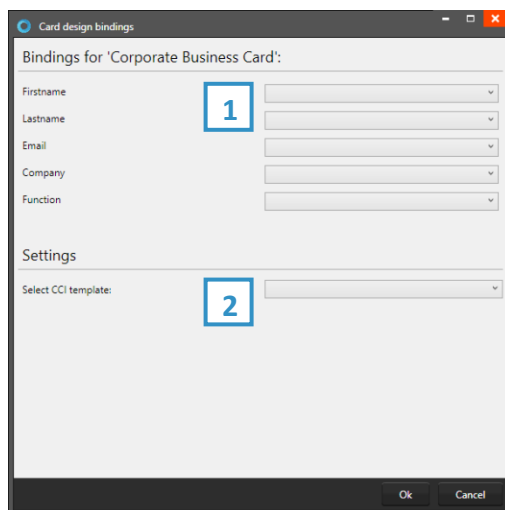 Card design bindings
Bindings for 'Corporate Business Card':
Firstname
1
Lastname
Email
Company
Function
Settings
Select CCI template:
2
Ok Cancel